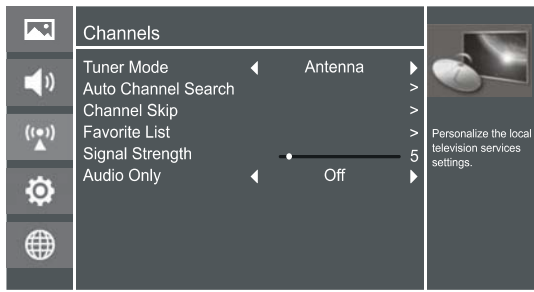 Channels
Tuner Mode Antenna
Auto Channel Search >
Channel Skip >
Favorite List >
Signal Strength 5
Audio Only Off
Personalize the local
television services
settings.